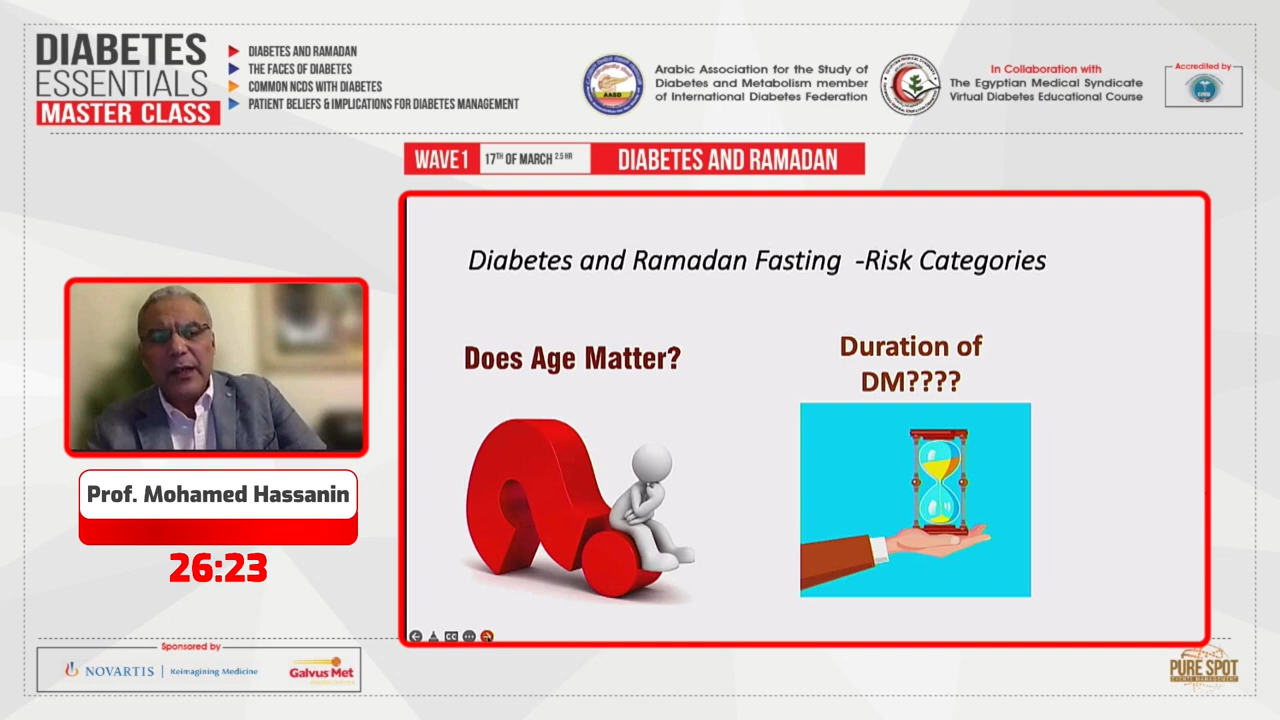 DIABETES
ESSENTIALS
MASTER CLASS
DIABETES AND RAMADAN
THE FACES OF DIABETES
COMMON NCDS WITH DIABETES
PATIENT BELIEFS & IMPLICATIONS FOR DIABETES MANAGEMENT
AASD
Arabic Association for the Study of
Diabetes and Metabolism member
of International Diabetes Federation
In Collaboration with
The Egyptian Medical Syndicate
Virtual Diabetes Educational Course
Accredited by
WAVE1
17TH OF MARCH 2.5 HR
DIABETES AND RAMADAN
Diabetes and Ramadan Fasting -Risk Categories
Does Age Matter?
Duration of
DM????
Prof. Mohamed Hassanin
26:23
CC
Sponsored by
NOVARTIS | Reimagining Medicine
Galvus Met
PURE SPOT
EVENTS MANAGEMENT